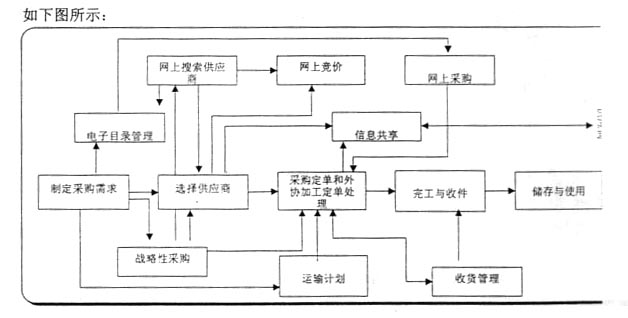 如下图所示：
网上搜索供应
商
网上竞价
网上采购
电子目录管理
信息共享
制定采购需求
选择供应商
采购定单和外
协加工定单处
理
完工与收件
储存与使用
战略性采购
运输计划
收货管理